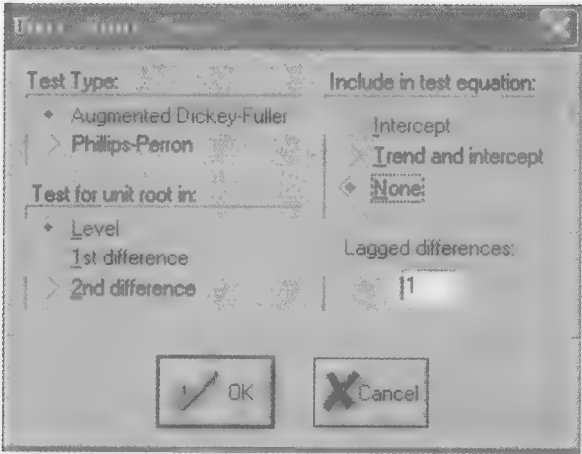 Test Type:
Augmented Dickey-Fuller
Phillips-Perron
Test for unit root in:
Level
1st difference
2nd difference
Include in test equation:
Intercept
Trend and intercept
None
Lagged differences:
1
OK
Cancel